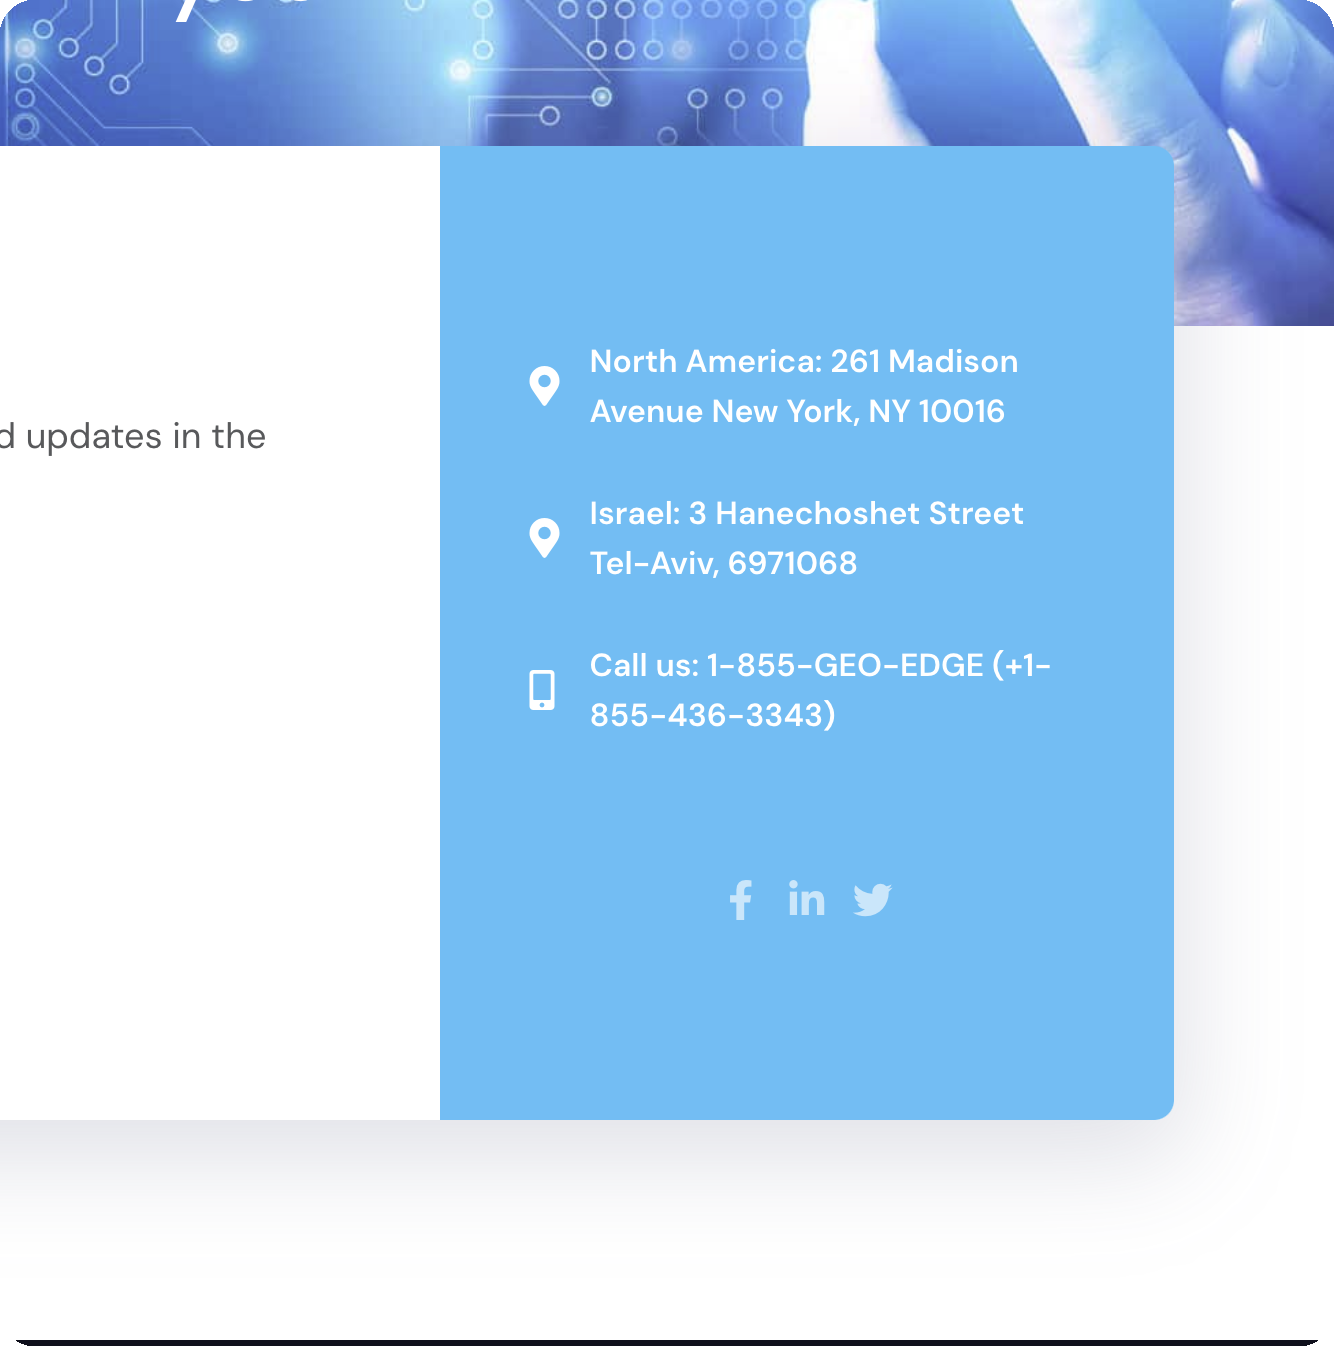 d updates in the
North America: 261 Madison
Avenue New York, NY 10016
Israel: 3 Hanechoshet Street
Tel-Aviv, 6971068
Call us: 1-855-GEO-EDGE (+1-
855-436-3343)